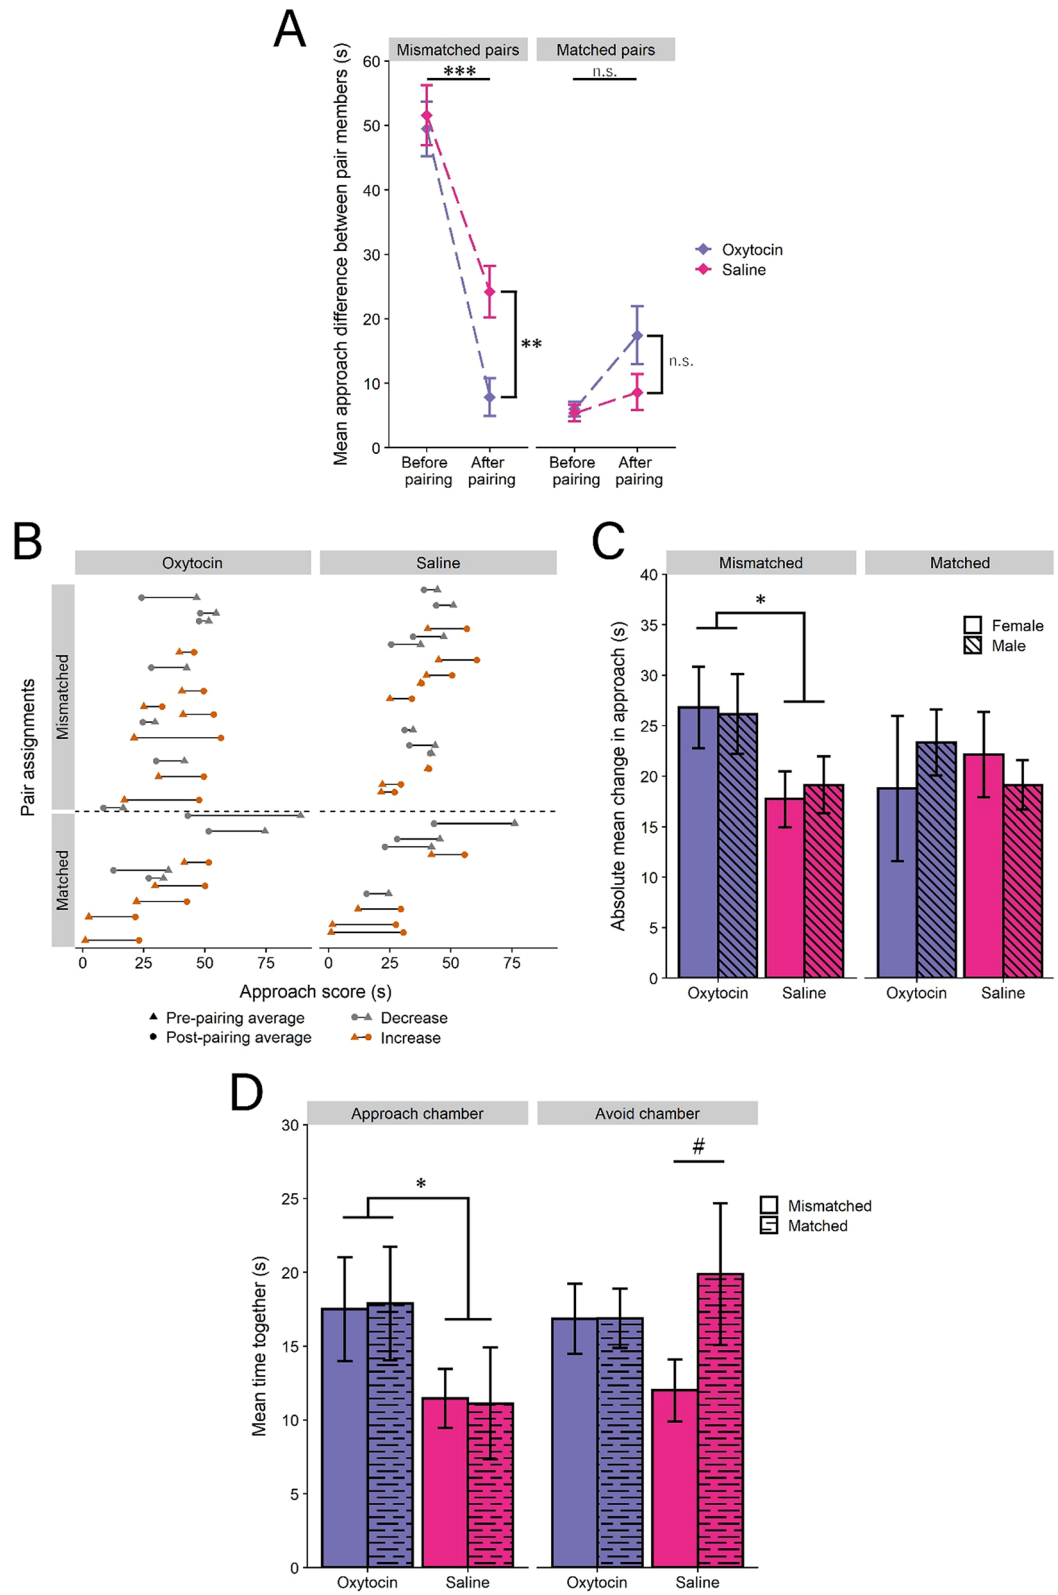 A
Mismatched pairs
Matched pairs
Mean approach difference between pair members (s)
60
50
40
30
20
10
0
***
n.s.
**
n.s.
Before pairing
After pairing
Before pairing
After pairing
Oxytocin
Saline
B
Oxytocin
Saline
Pair assignments
Mismatched
Matched
0
25
50
75
0
25
50
75
Approach score (s)
Pre-pairing average
Post-pairing average
Decrease
Increase
C
Mismatched
Matched
Absolute mean change in approach (s)
40
35
30
25
20
15
10
5
0
*
Female
Male
Oxytocin
Saline
Oxytocin
Saline
D
Approach chamber
Avoid chamber
Mean time together (s)
30
25
20
15
10
5
0
*
#
Mismatched
Matched
Oxytocin
Saline
Oxytocin
Saline